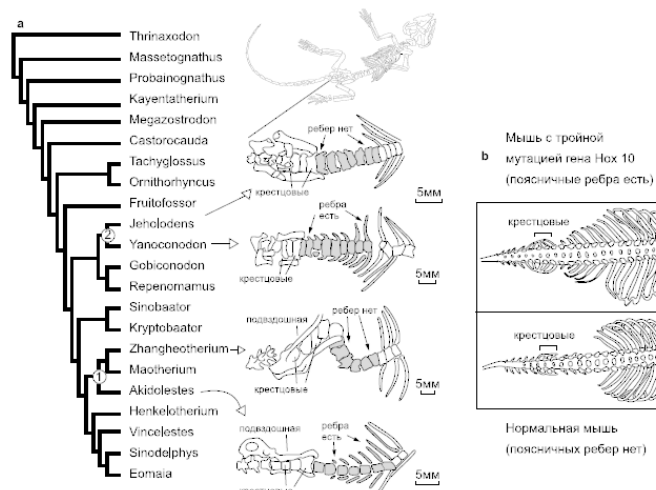 a
Thrinaxodon
Massetognathus
Probainognathus
Kayentatherium
Megazostrodon
Castorocauda
Tachyglossus
Ornithorhyncus
Fruitofossor
Jeholodens
2
Yanoconodon
Gobiconodon
Repenomamus
Sinobaator
Kryptobaater
Zhangheotherium
1
Maotherium
Akidolestes
Henkelotherium
Vincelestes
Sinodelphys
Eomaia
ребер нет
крестцовые
5мм
ребра
есть
крестцовые
5мм
подвздошная
ребер нет
крестцовые
5мм
подвздошная
ребра
есть
5мм
Мышь с тройной
b
мутацией гена Hox 10
(поясничные ребра есть)
крестцовые
крестцовые
Нормальная мышь
(поясничных ребер нет)